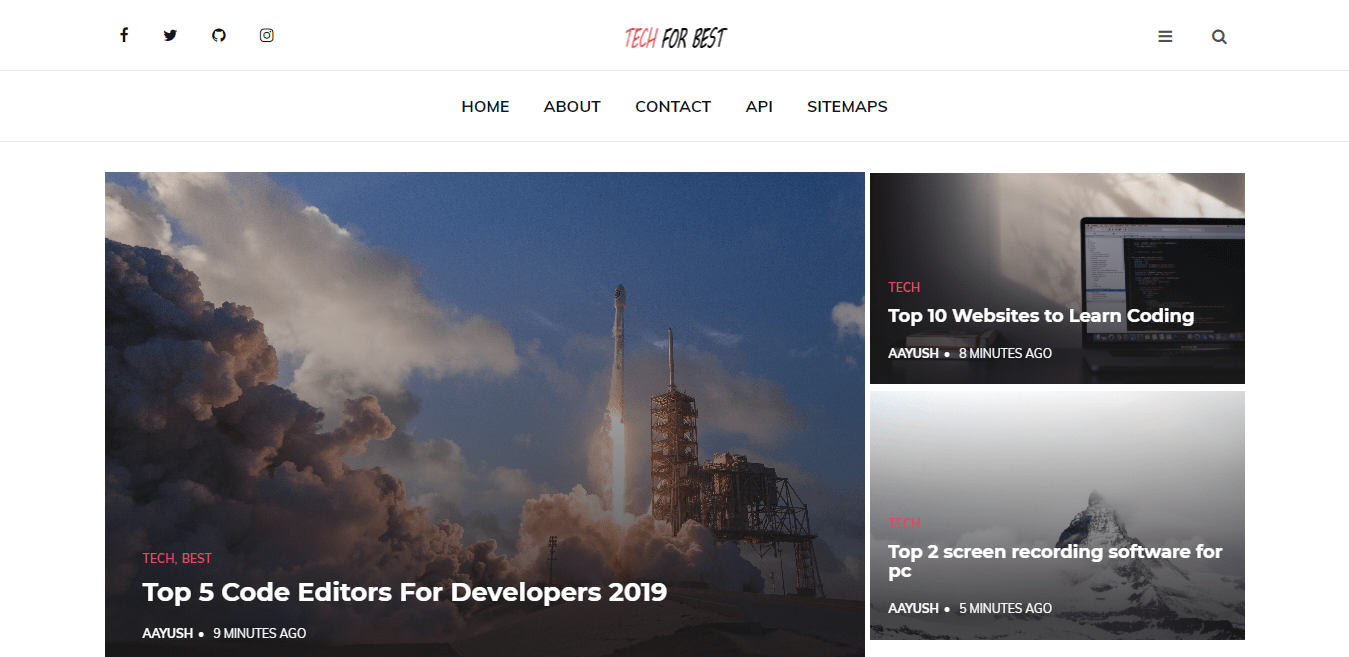 TECH FOR BEST
HOME ABOUT CONTACT API SITEMAPS
TECH, BEST
Top 5 Code Editors For Developers 2019
AAYUSH • 9 MINUTES AGO
TECH
Top 10 Websites to Learn Coding
AAYUSH • 8 MINUTES AGO
TECH
Top 2 screen recording software for
pc
AAYUSH • 5 MINUTES AGO